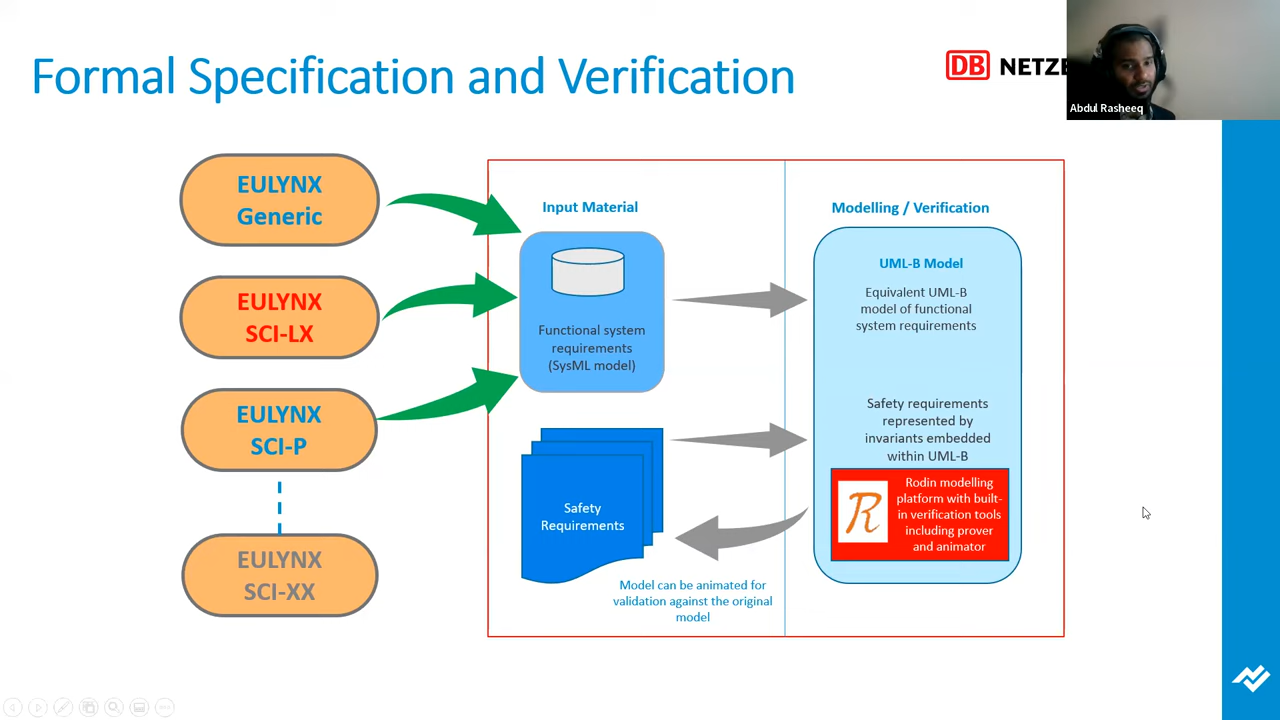 Formal Specification and Verification
DB NETZE
Abdul Rasheeq
EULYNX
Generic
EULYNX
SCI-LX
EULYNX
SCI-P
EULYNX
SCI-XX
Input Material
Functional system
requirements
(SysML model)
Safety
Requirements
Model can be animated for
validation against the original
model
Modelling / Verification
UML-B Model
Equivalent UML-B
model of functional
system requirements
Safety requirements
represented by
invariants embedded
within UML-B
R
Rodin modelling
platform with built-
in verification tools
including prover
and animator